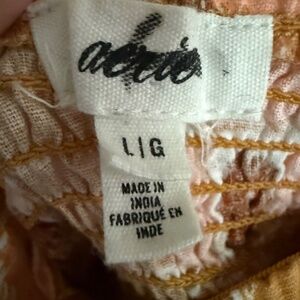 aerie
L|G
MADE IN
INDIA
FABRIQUÉ EN
INDE